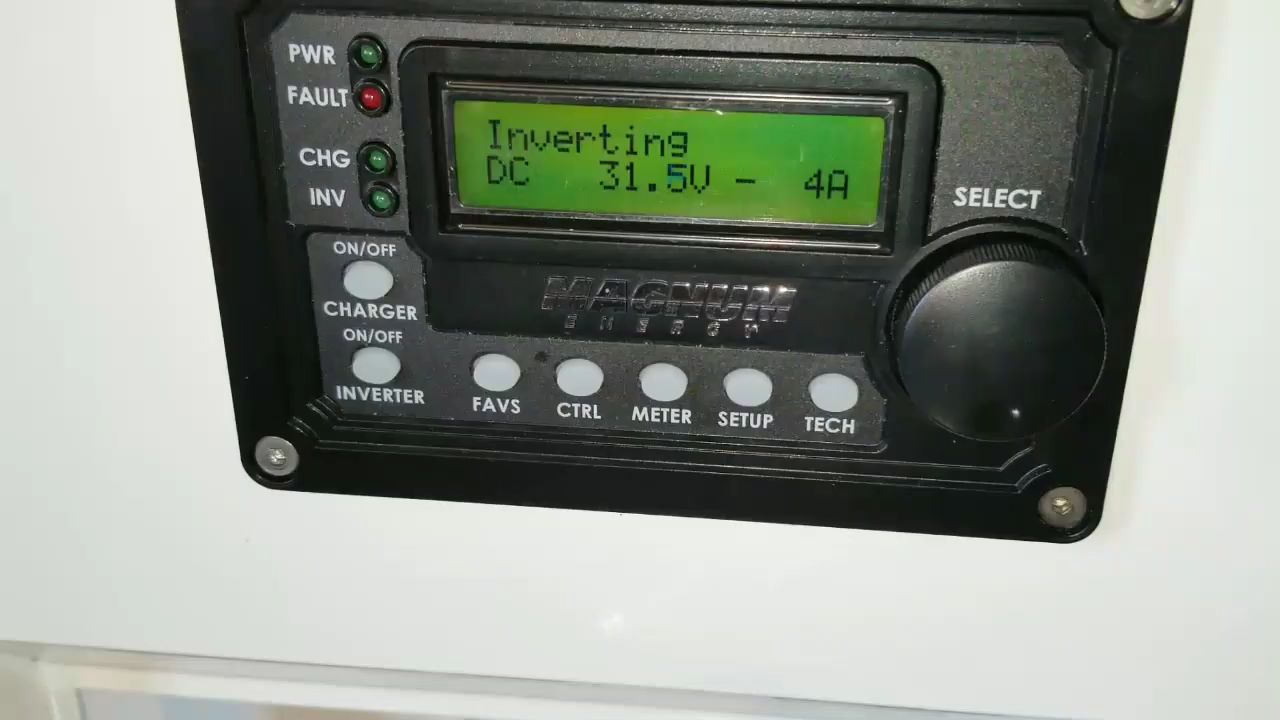 PWR
FAULT
CHG
INV
Inverting
DC 31.5V - 4A
SELECT
ON/OFF
CHARGER
ON/OFF
INVERTER
MAGNUM
ENERGY
FAVS
CTRL
METER
SETUP
TECH